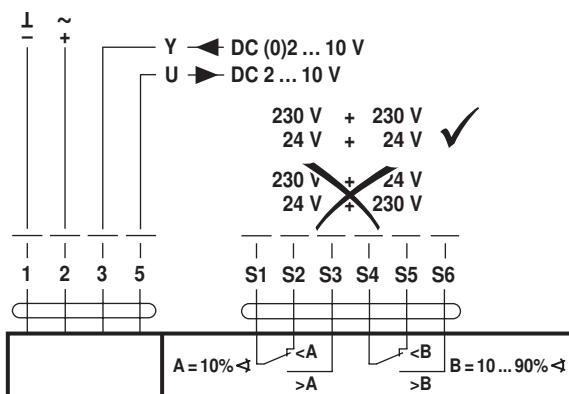 ⊥ ~
– +
Y DC (0)2 ... 10 V
U DC 2 ... 10 V
230 V + 230 V
24 V + 24 V
230 V + 24 V
24 V + 230 V
1 2 3 5 S1 S2 S3 S4 S5 S6
A = 10% ∢ <A <B B = 10 ... 90% ∢
>A >B